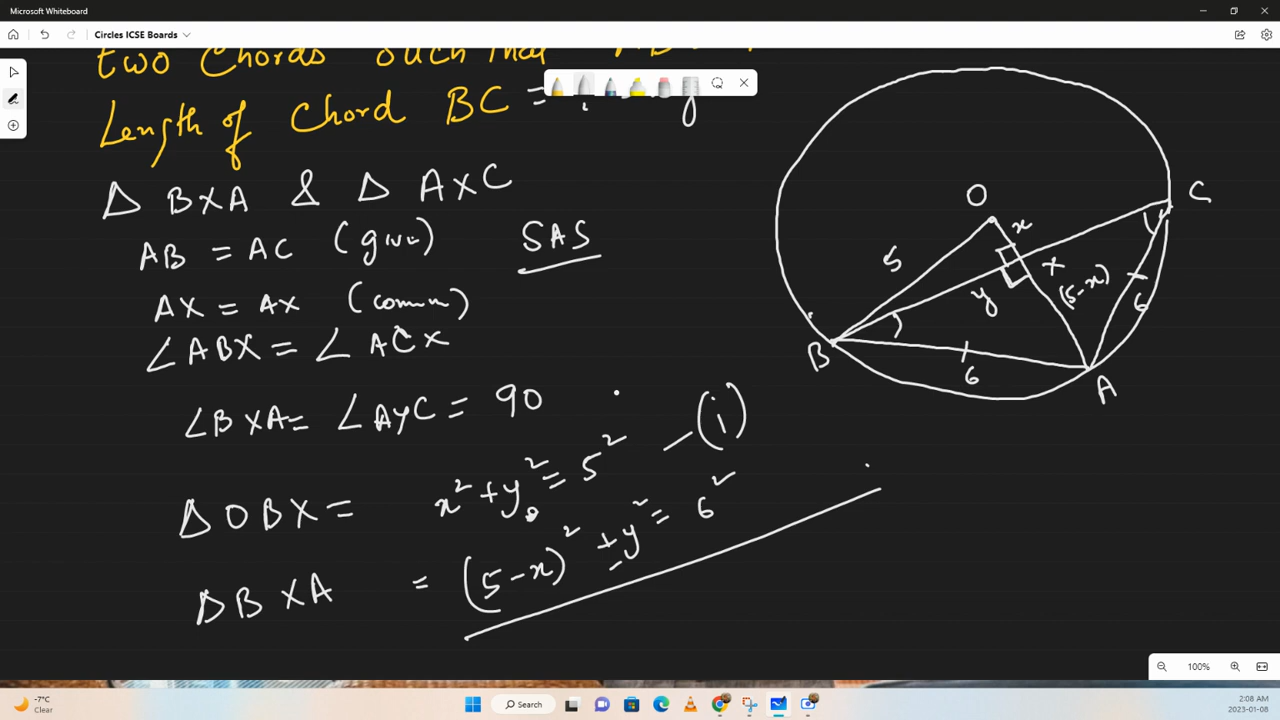 Microsoft Whiteboard
Circles ICSE Boards
two Chords such that
Length of Chord BC =
Δ BXA & Δ AXC
AB = AC (given) SAS
AX = AX (common)
∠ABX = ∠ACX
∠BXA = ∠AYC = 90
ΔOBX = x² + y² = 5² — (i)
ΔBXA = (5-x)² + y² = 6²
O
C
x
5
X
y
(5-x)
6
B
6
A
100%
-7°C
Clear
Search
2:08 AM
2023-01-08